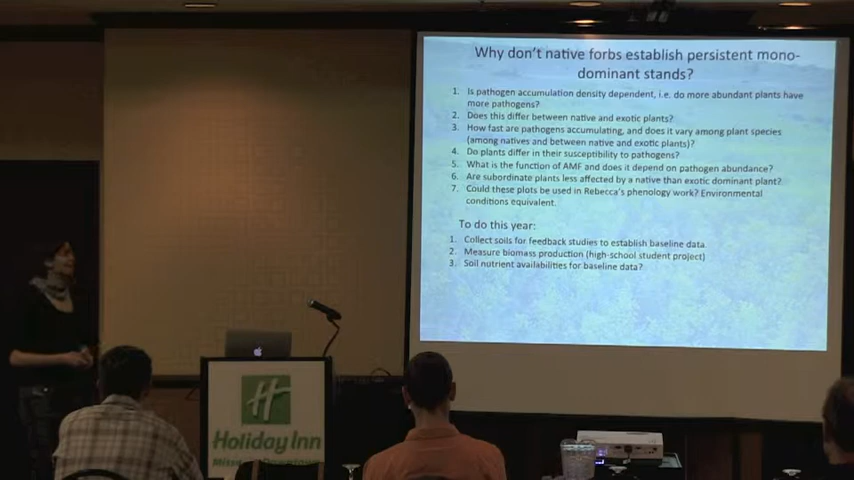 Why don't native forbs establish persistent mono-
dominant stands?
1. Is pathogen accumulation density dependent, i.e. do more abundant plants have
more pathogens?
2. Does this differ between native and exotic plants?
3. How fast are pathogens accumulating, and does it vary among plant species
(among natives and between native and exotic plants)?
4. Do plants differ in their susceptibility to pathogens?
5. What is the function of AMF and does it depend on pathogen abundance?
6. Are subordinate plants less affected by a native than exotic dominant plant?
7. Could these plots be used in Rebecca's phenology work? Environmental
conditions equivalent.
To do this year:
1. Collect soils for feedback studies to establish baseline data.
2. Measure biomass production (high-school student project)
3. Soil nutrient availabilities for baseline data?
H
Holiday Inn
Downtown